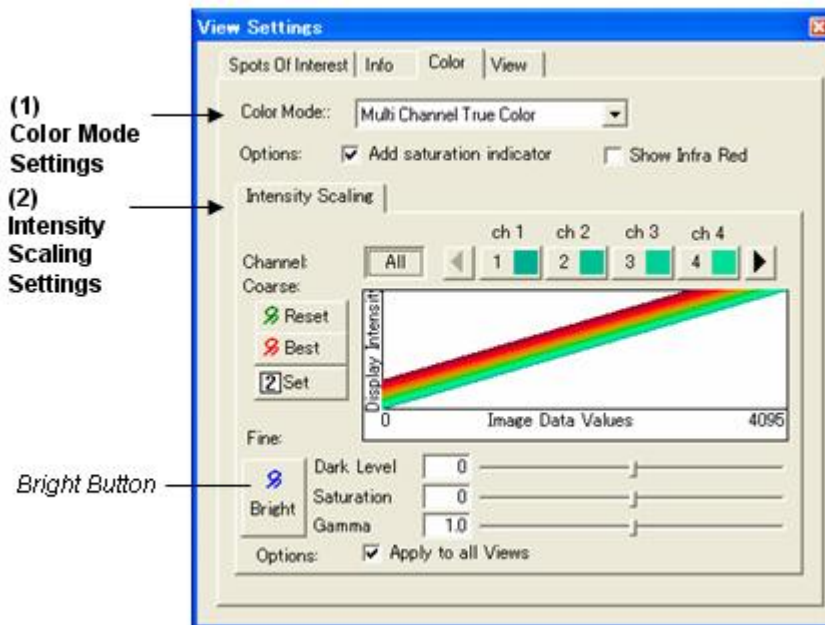 View Settings
Spots Of Interest Info Color View
(1)
Color Mode
Settings
Color Mode:: Multi Channel True Color
Options: Add saturation indicator Show Infra Red
(2)
Intensity
Scaling
Settings
Intensity Scaling
ch 1 ch 2 ch 3 ch 4
Channel: All 1 2 3 4
Coarse:
Reset
Best
2 Set
Display Intensit
0 Image Data Values 4095
Fine:
Bright Button
Bright
Dark Level 0
Saturation 0
Gamma 1.0
Options: Apply to all Views